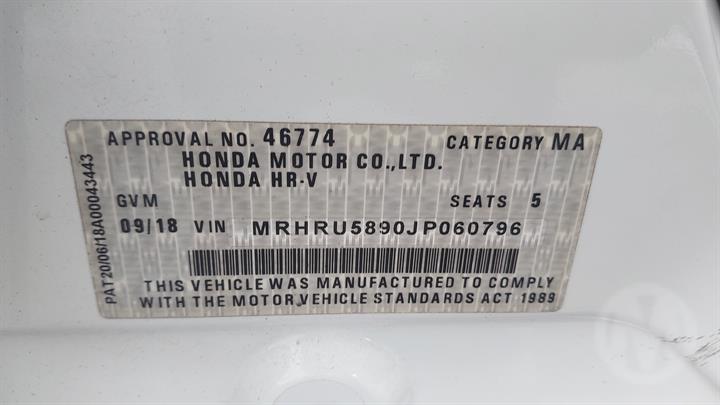 APPROVAL NO. 46774 CATEGORY MA
HONDA MOTOR CO.,LTD.
HONDA HR-V
GVM SEATS 5
09/18 VIN MRHRU5890JP060796
THIS VEHICLE WAS MANUFACTURED TO COMPLY
WITH THE MOTOR VEHICLE STANDARDS ACT 1989
PAT20/06/18A00043443